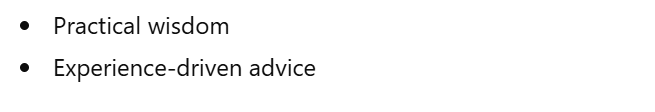 • Practical wisdom
• Experience-driven advice